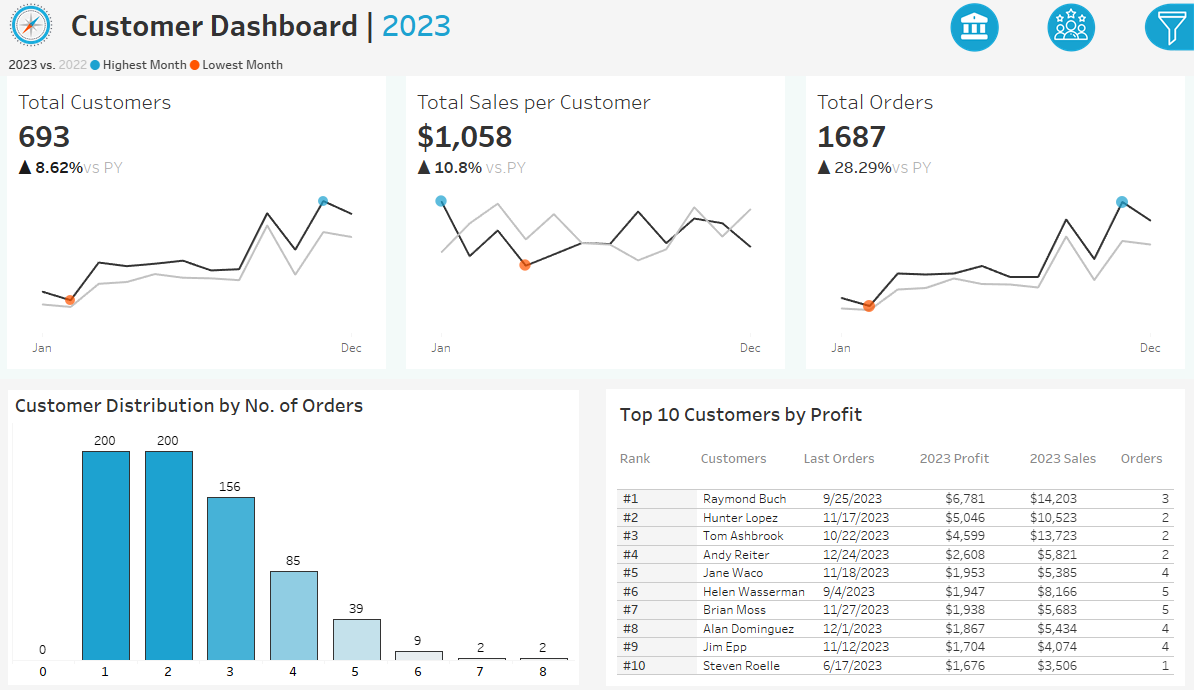 Customer Dashboard | 2023
2023 vs. 2022 Highest Month Lowest Month
Total Customers
693
▲ 8.62%vs PY
Jan Dec
Total Sales per Customer
$1,058
▲ 10.8% vs.PY
Jan Dec
Total Orders
1687
▲ 28.29%vs PY
Jan Dec
Customer Distribution by No. of Orders
0 200 200 156 85 39 9 2 2
0 1 2 3 4 5 6 7 8
Top 10 Customers by Profit
Rank Customers Last Orders 2023 Profit 2023 Sales Orders
#1 Raymond Buch 9/25/2023 $6,781 $14,203 3
#2 Hunter Lopez 11/17/2023 $5,046 $10,523 2
#3 Tom Ashbrook 10/22/2023 $4,599 $13,723 2
#4 Andy Reiter 12/24/2023 $2,608 $5,821 2
#5 Jane Waco 11/18/2023 $1,953 $5,385 4
#6 Helen Wasserman 9/4/2023 $1,947 $8,166 5
#7 Brian Moss 11/27/2023 $1,938 $5,683 5
#8 Alan Dominguez 12/1/2023 $1,867 $5,434 4
#9 Jim Epp 11/12/2023 $1,704 $4,074 4
#10 Steven Roelle 6/17/2023 $1,676 $3,506 1